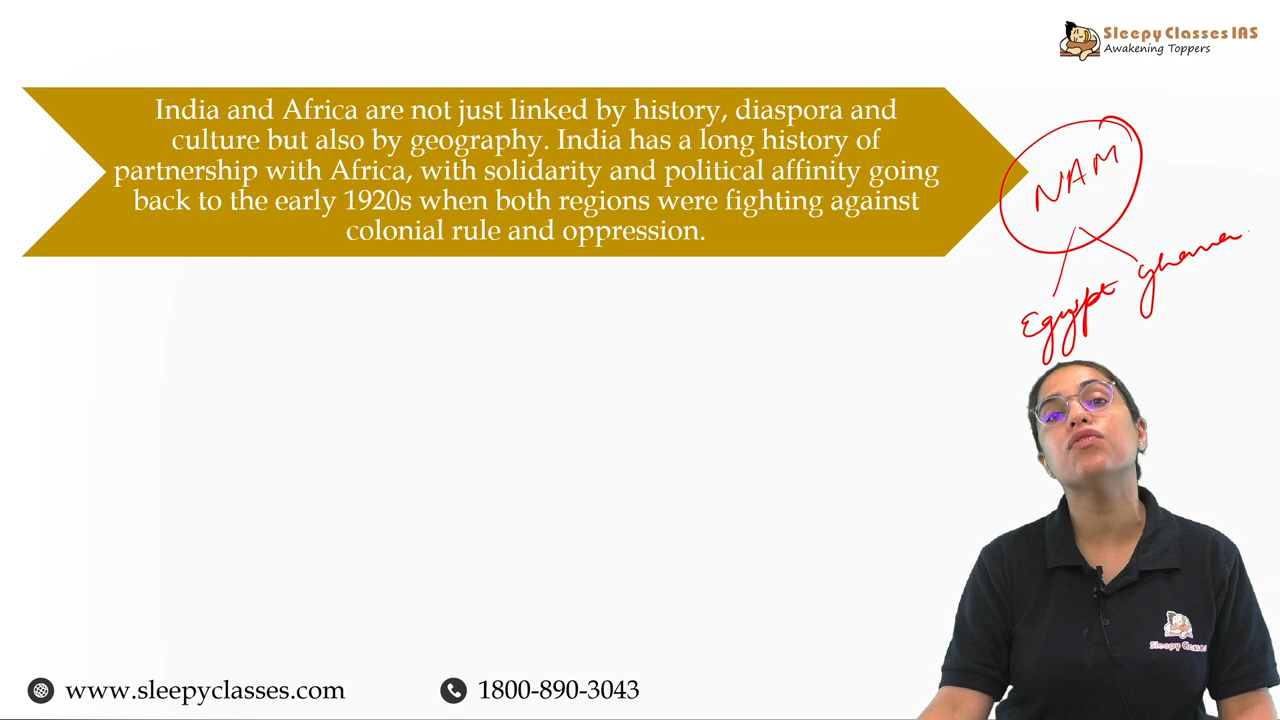 Sleepy Classes IAS
Awakening Toppers
India and Africa are not just linked by history, diaspora and
culture but also by geography. India has a long history of
partnership with Africa, with solidarity and political affinity going
back to the early 1920s when both regions were fighting against
colonial rule and oppression.
NAM
Egypt Ghana
Sleepy Classes
www.sleepyclasses.com
1800-890-3043